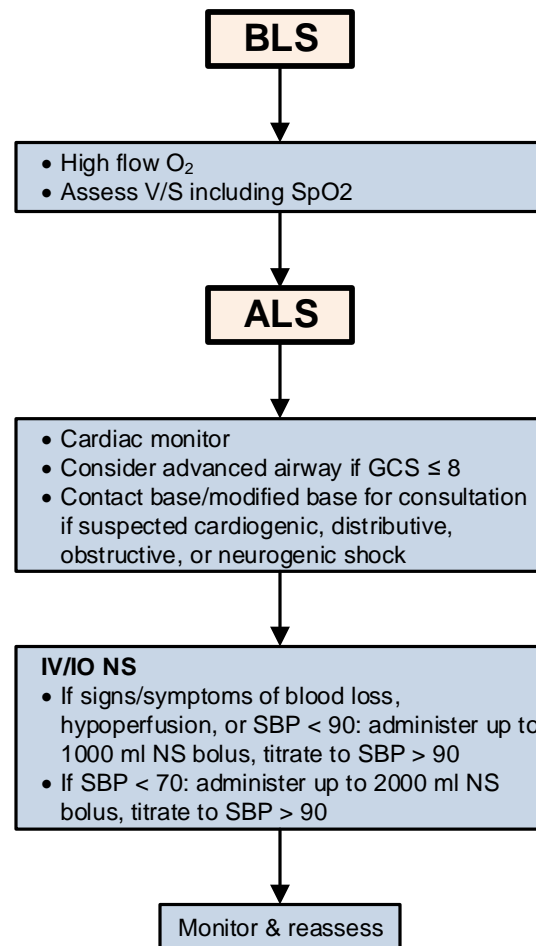 BLS
• High flow O₂
• Assess V/S including SpO2
ALS
• Cardiac monitor
• Consider advanced airway if GCS ≤ 8
• Contact base/modified base for consultation
if suspected cardiogenic, distributive,
obstructive, or neurogenic shock
IV/IO NS
• If signs/symptoms of blood loss,
hypoperfusion, or SBP < 90: administer up to
1000 ml NS bolus, titrate to SBP > 90
• If SBP < 70: administer up to 2000 ml NS
bolus, titrate to SBP > 90
Monitor & reassess